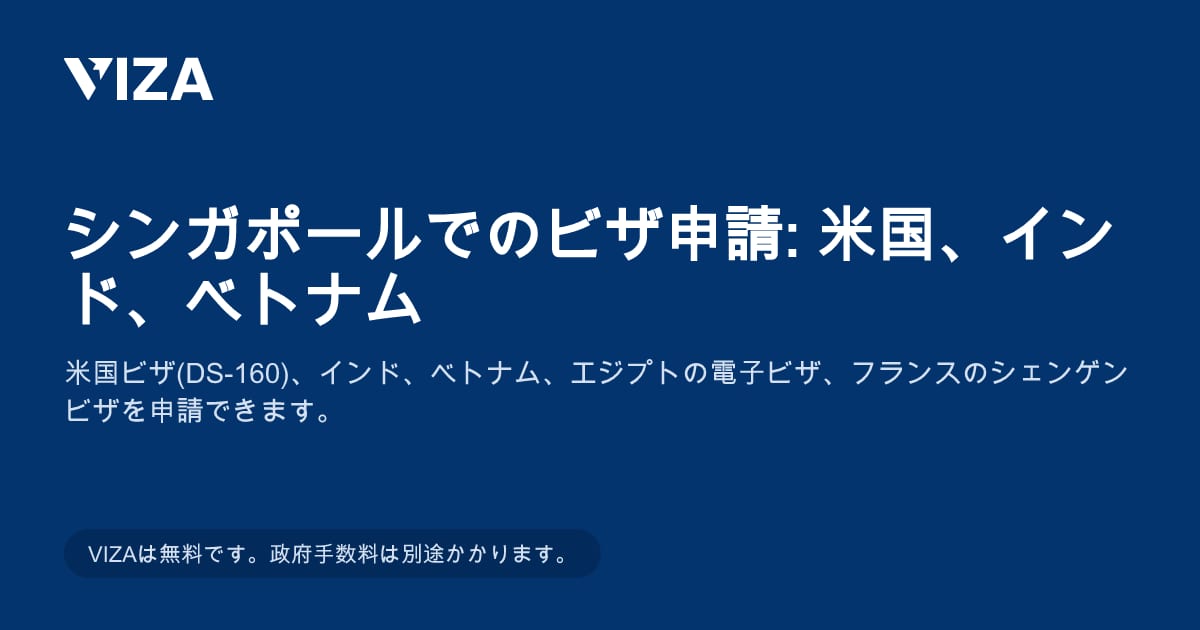 VIZA
シンガポールでのビザ申請: 米国、イン
ド、ベトナム
米国ビザ(DS-160)、インド、ベトナム、エジプトの電子ビザ、フランスのシェンゲン
ビザを申請できます。
VIZAは無料です。政府手数料は別途かかります。